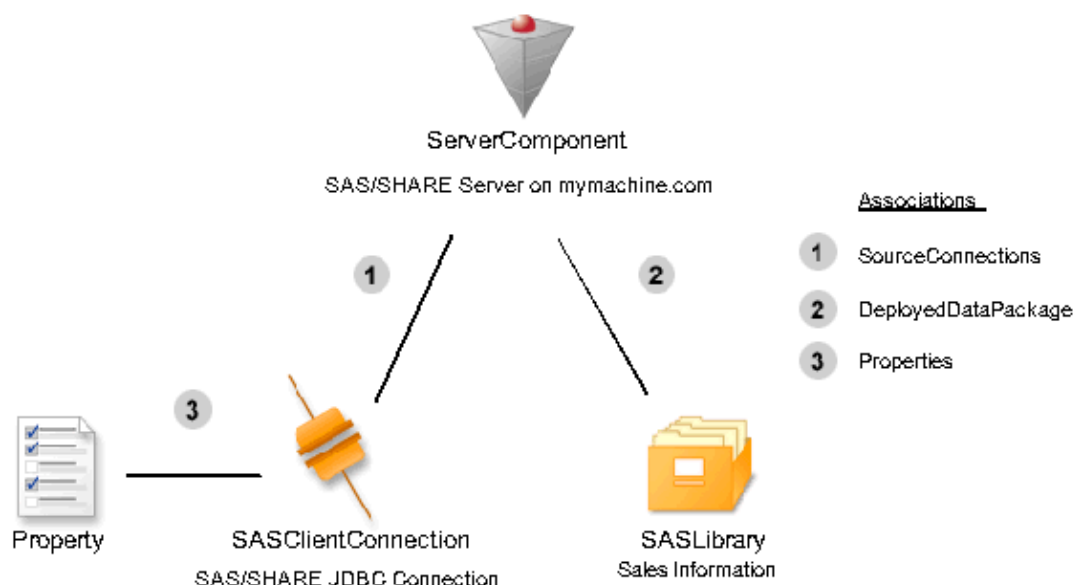 ServerComponent
SAS/SHARE Server on mymachine.com
Associations
1 SourceConnections
2 DeployedDataPackage
3 Properties
1
2
3
Property
SASClientConnection
SAS/SHARE JDBC Connection
SASLibrary
Sales Information